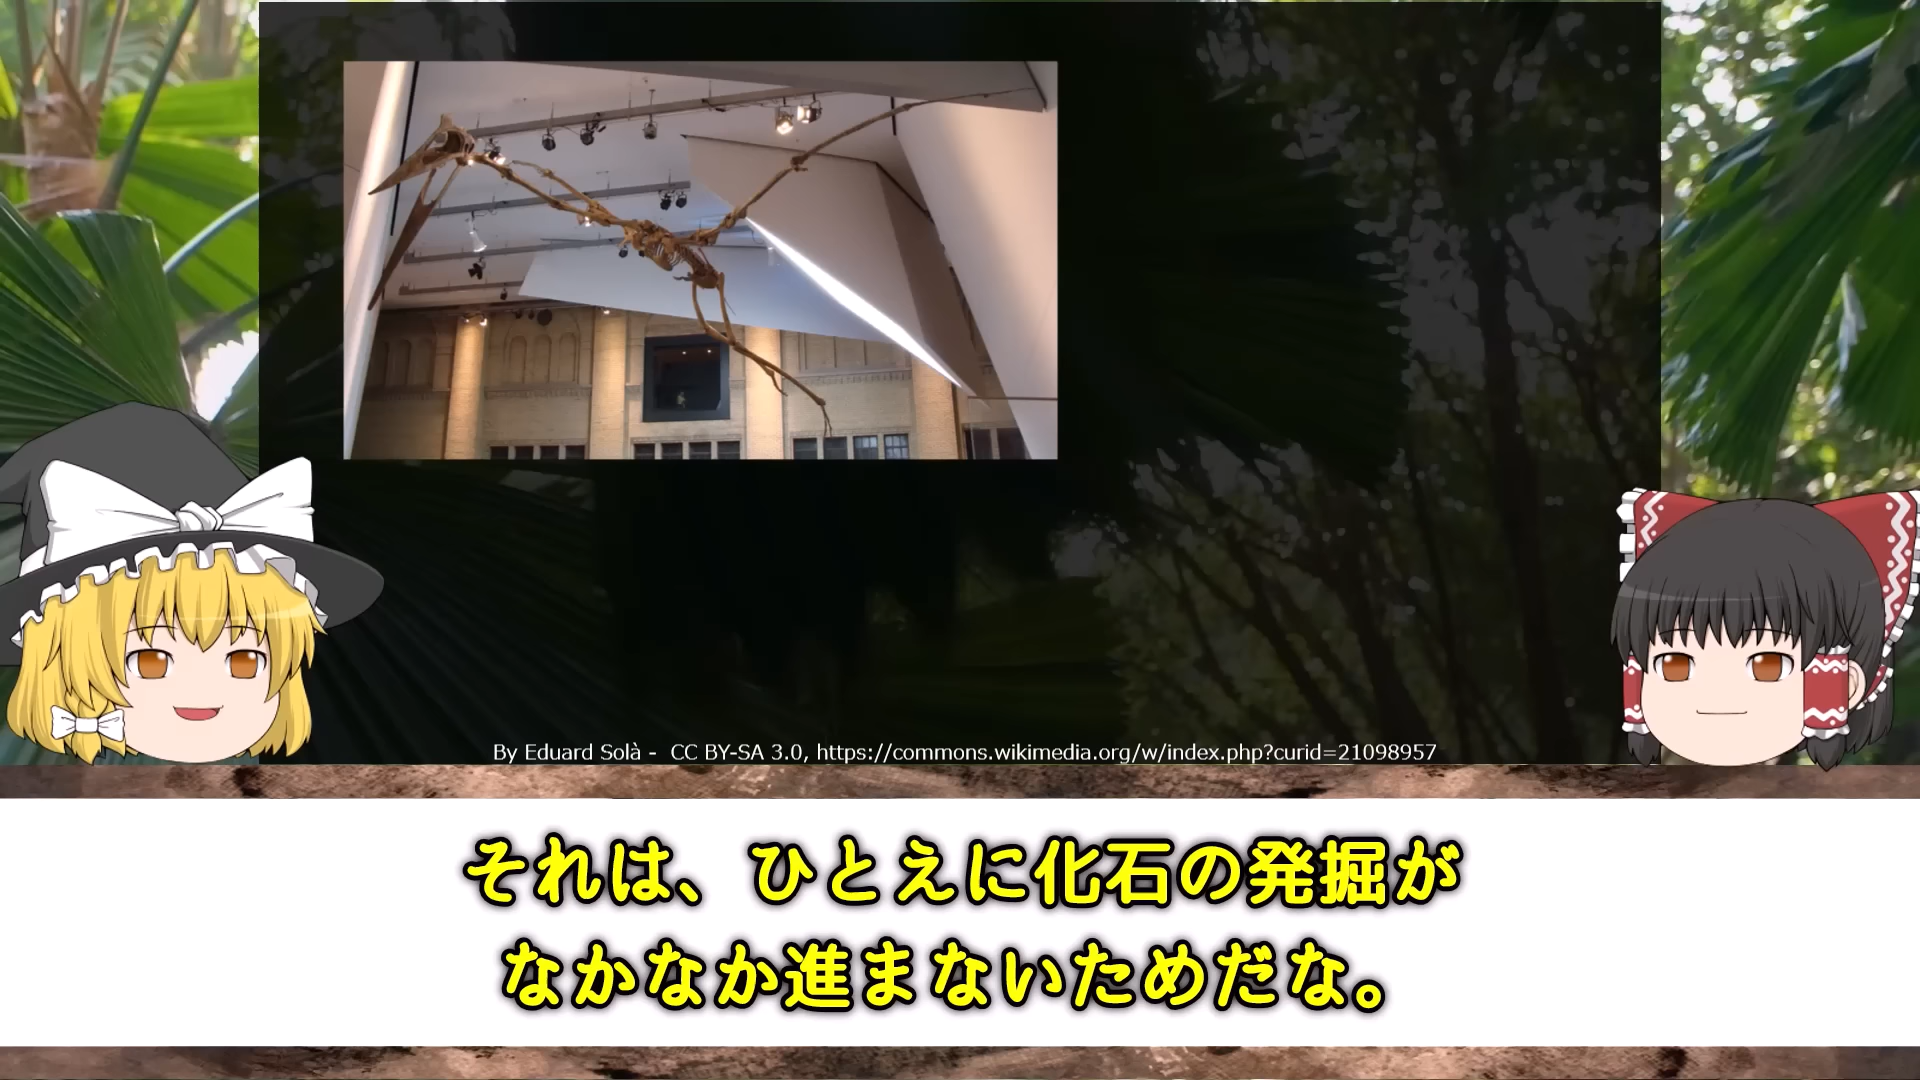 By Eduard Solà -  CC BY-SA 3.0, https://commons.wikimedia.org/w/index.php?curid=21098957
それは、ひとえに化石の発掘が
なかなか進まないためだな。